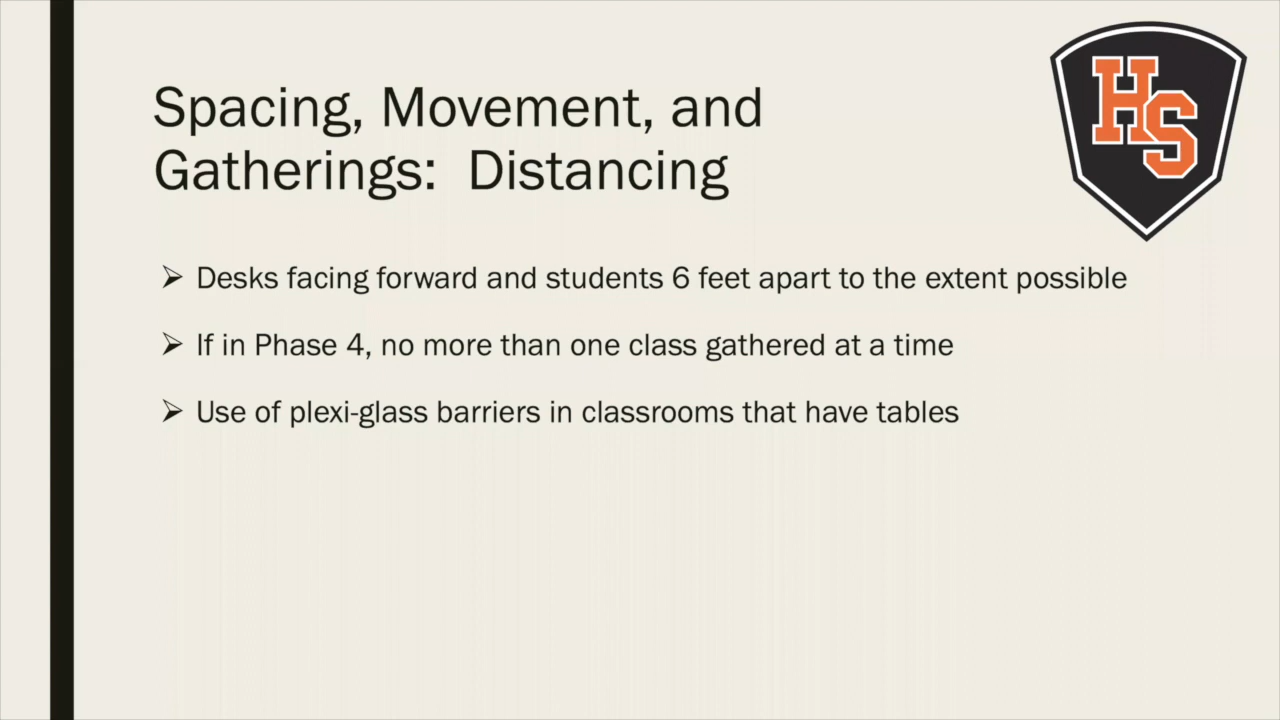 HS
Spacing, Movement, and
Gatherings: Distancing
Desks facing forward and students 6 feet apart to the extent possible
If in Phase 4, no more than one class gathered at a time
Use of plexi-glass barriers in classrooms that have tables